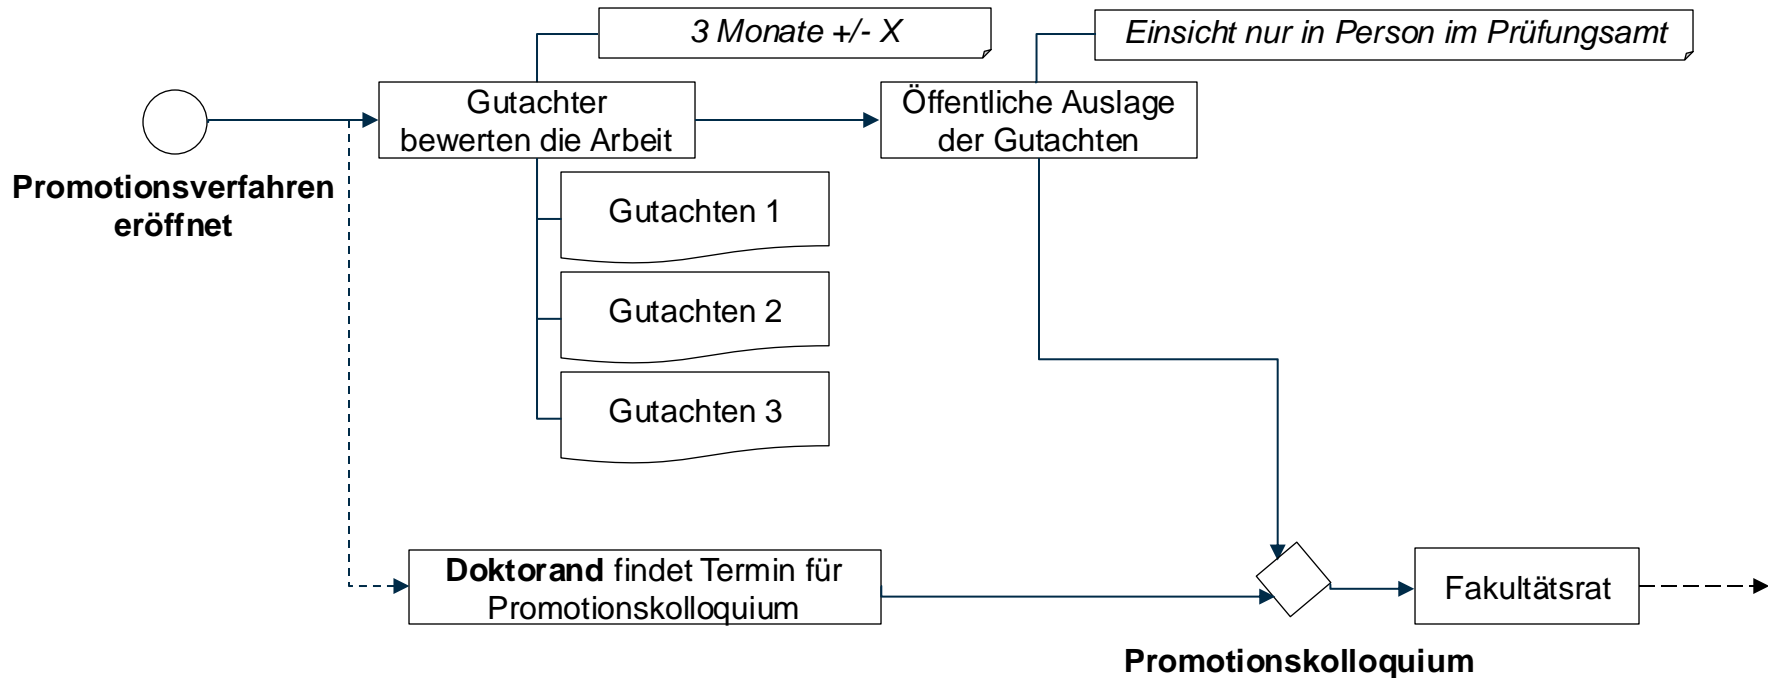 3 Monate +/- X
Einsicht nur in Person im Prüfungsamt
Gutachter
bewerten die Arbeit
Öffentliche Auslage
der Gutachten
Promotionsverfahren
eröffnet
Gutachten 1
Gutachten 2
Gutachten 3
Doktorand findet Termin für
Promotionskolloquium
Fakultätsrat
Promotionskolloquium